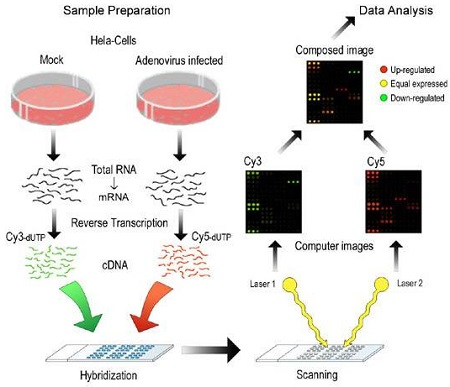 Sample Preparation
Data Analysis
Hela-Cells
Mock
Adenovirus infected
Composed image
Up-regulated
Equal expressed
Down-regulated
Total RNA
mRNA
Cy3
Cy5
Reverse Transcription
Cy3-dUTP
Cy5-dUTP
cDNA
Computer images
Laser 1
Laser 2
Hybridization
Scanning